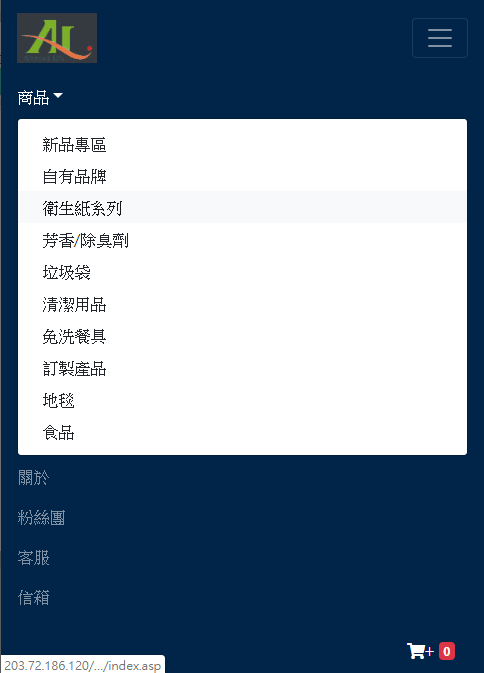 AL
商品
新品專區
自有品牌
衛生紙系列
芳香/除臭劑
垃圾袋
清潔用品
免洗餐具
訂製產品
地毯
食品
關於
粉絲團
客服
信箱
+ 0
203.72.186.120/.../index.asp